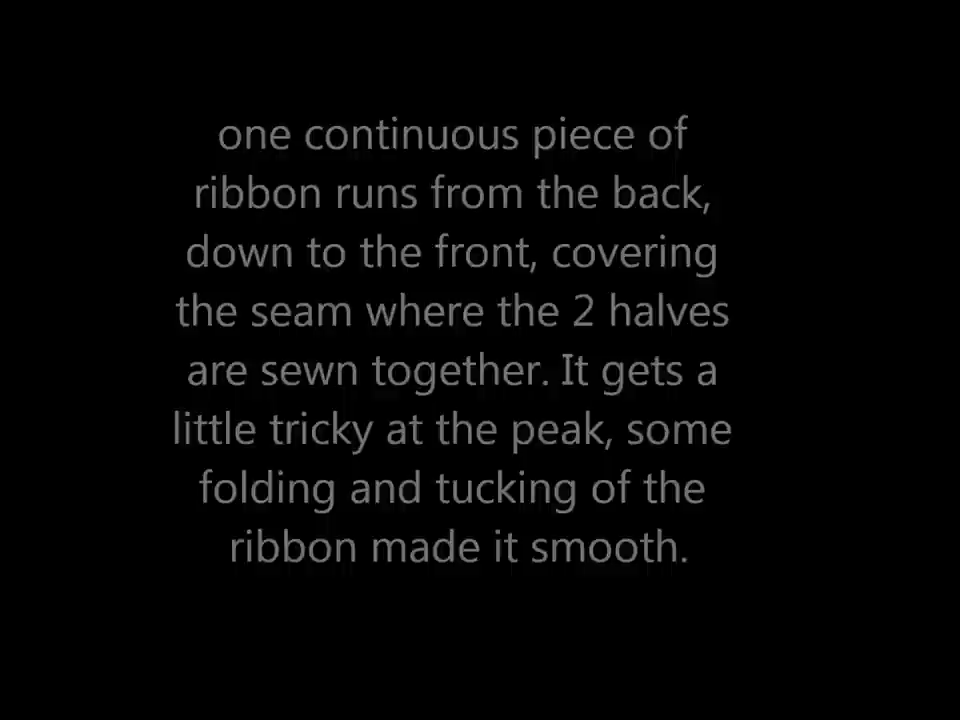 one continuous piece of
ribbon runs from the back,
down to the front, covering
the seam where the 2 halves
are sewn together. It gets a
little tricky at the peak, some
folding and tucking of the
ribbon made it smooth.